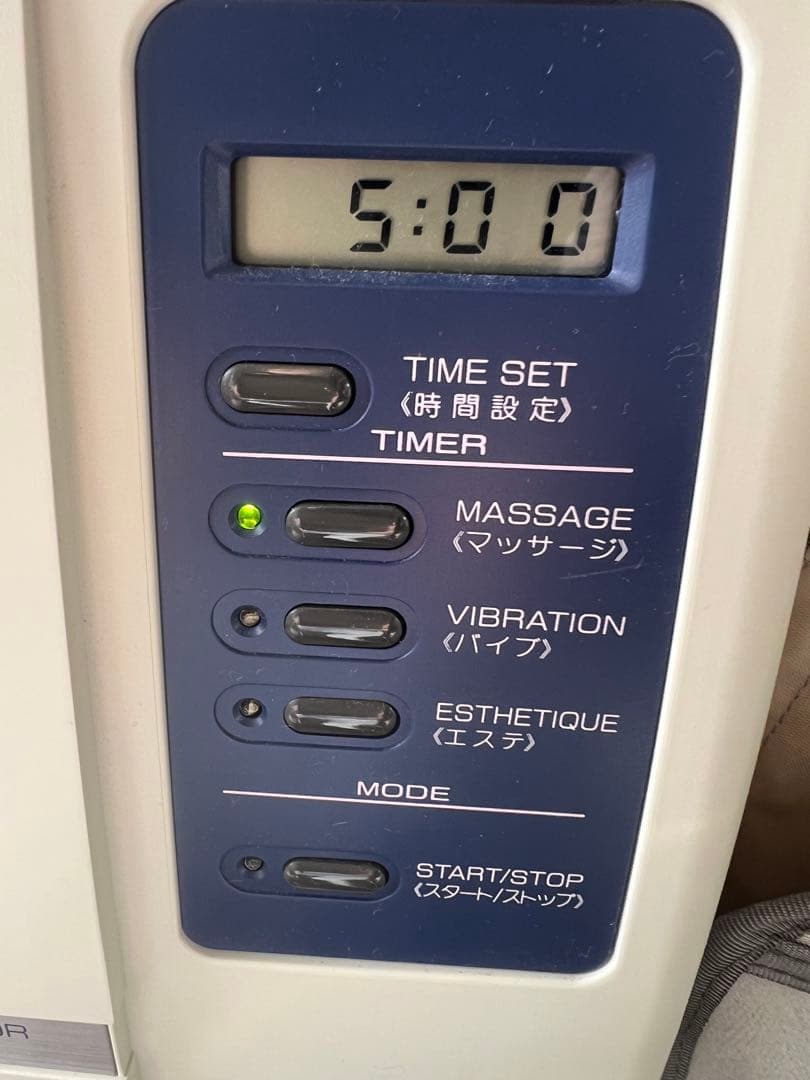 5:00
TIME SET
《時間設定》
TIMER
MASSAGE
《マッサージ》
VIBRATION
《バイブ》
ESTHETIQUE
《エステ》
MODE
START/STOP
《スタート/ストップ》